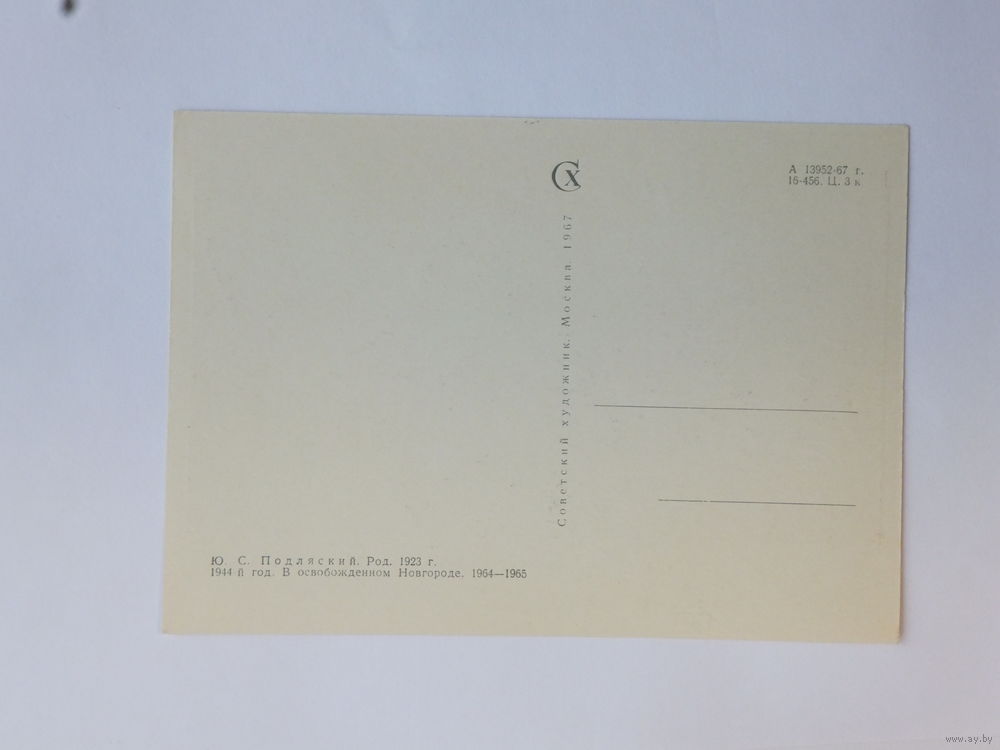 СХ
А 13952-67 г.
16-456. Ц. 3 к
Советский художник. Москва. 1967
Ю. С. Подляский. Род. 1923 г.
1944-й год. В освобожденном Новгороде. 1964—1965
www.ay.by